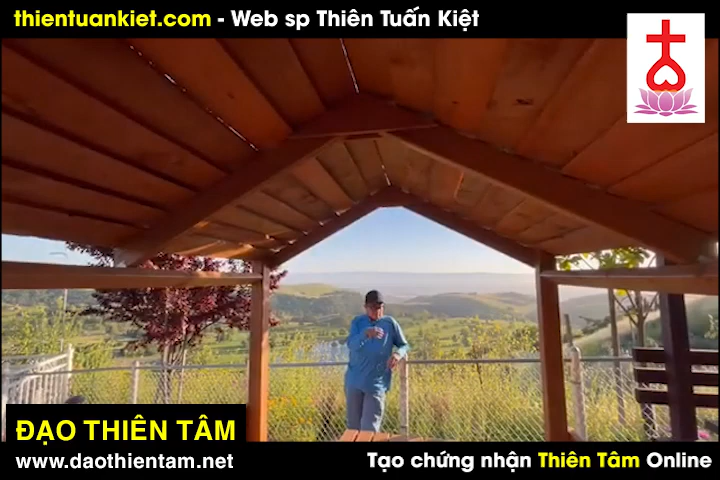 thientuankiet.com - Web sp Thiên Tuấn Kiệt
ĐẠO THIÊN TÂM
www.daothientam.net
Tạo chứng nhận Thiên Tâm Online